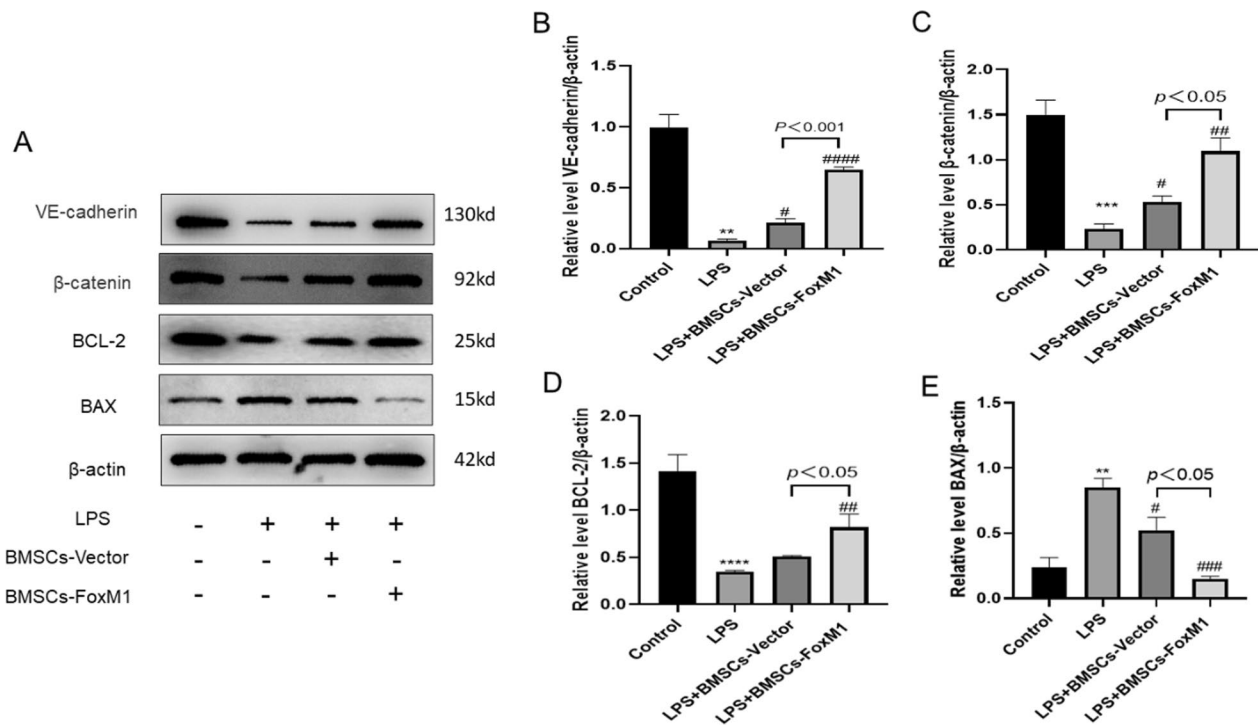 A
VE-cadherin 130kd
β-catenin 92kd
BCL-2 25kd
BAX 15kd
β-actin 42kd
LPS - + + +
BMSCs-Vector - - + -
BMSCs-FoxM1 - - - +
B
Relative level VE-cadherin/β-actin
1.5
1.0
0.5
0.0
**
#
####
P<0.001
Control
LPS
LPS+BMSCs-Vector
LPS+BMSCs-FoxM1
C
Relative level β-catenin/β-actin
2.0
1.5
1.0
0.5
0.0
***
#
##
p<0.05
Control
LPS
LPS+BMSCs-Vector
LPS+BMSCs-FoxM1
D
Relative level BCL-2/β-actin
2.0
1.5
1.0
0.5
0.0
****
##
p<0.05
Control
LPS
LPS+BMSCs-Vector
LPS+BMSCs-FoxM1
E
Relative level BAX/β-actin
1.5
1.0
0.5
0.0
**
#
###
p<0.05
Control
LPS
LPS+BMSCs-Vector
LPS+BMSCs-FoxM1